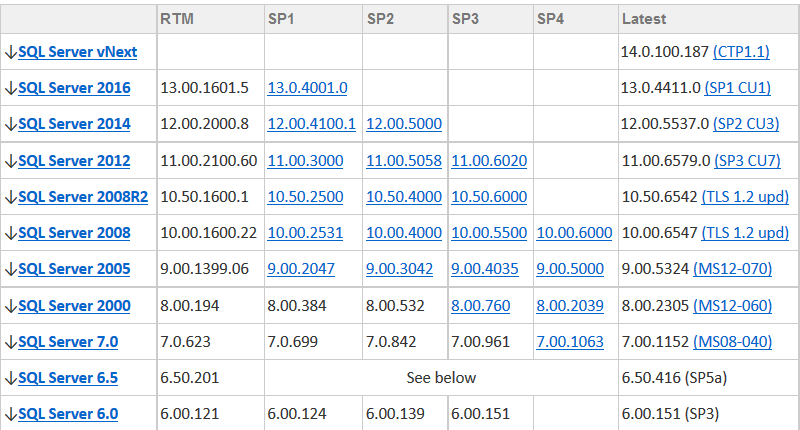 RTM SP1 SP2 SP3 SP4 Latest
↓SQL Server vNext 14.0.100.187 (CTP1.1)
↓SQL Server 2016 13.00.1601.5 13.0.4001.0 13.0.4411.0 (SP1 CU1)
↓SQL Server 2014 12.00.2000.8 12.00.4100.1 12.00.5000 12.00.5537.0 (SP2 CU3)
↓SQL Server 2012 11.00.2100.60 11.00.3000 11.00.5058 11.00.6020 11.00.6579.0 (SP3 CU7)
↓SQL Server 2008R2 10.50.1600.1 10.50.2500 10.50.4000 10.50.6000 10.50.6542 (TLS 1.2 upd)
↓SQL Server 2008 10.00.1600.22 10.00.2531 10.00.4000 10.00.5500 10.00.6000 10.00.6547 (TLS 1.2 upd)
↓SQL Server 2005 9.00.1399.06 9.00.2047 9.00.3042 9.00.4035 9.00.5000 9.00.5324 (MS12-070)
↓SQL Server 2000 8.00.194 8.00.384 8.00.532 8.00.760 8.00.2039 8.00.2305 (MS12-060)
↓SQL Server 7.0 7.0.623 7.0.699 7.0.842 7.00.961 7.00.1063 7.00.1152 (MS08-040)
↓SQL Server 6.5 6.50.201 See below 6.50.416 (SP5a)
↓SQL Server 6.0 6.00.121 6.00.124 6.00.139 6.00.151 6.00.151 (SP3)